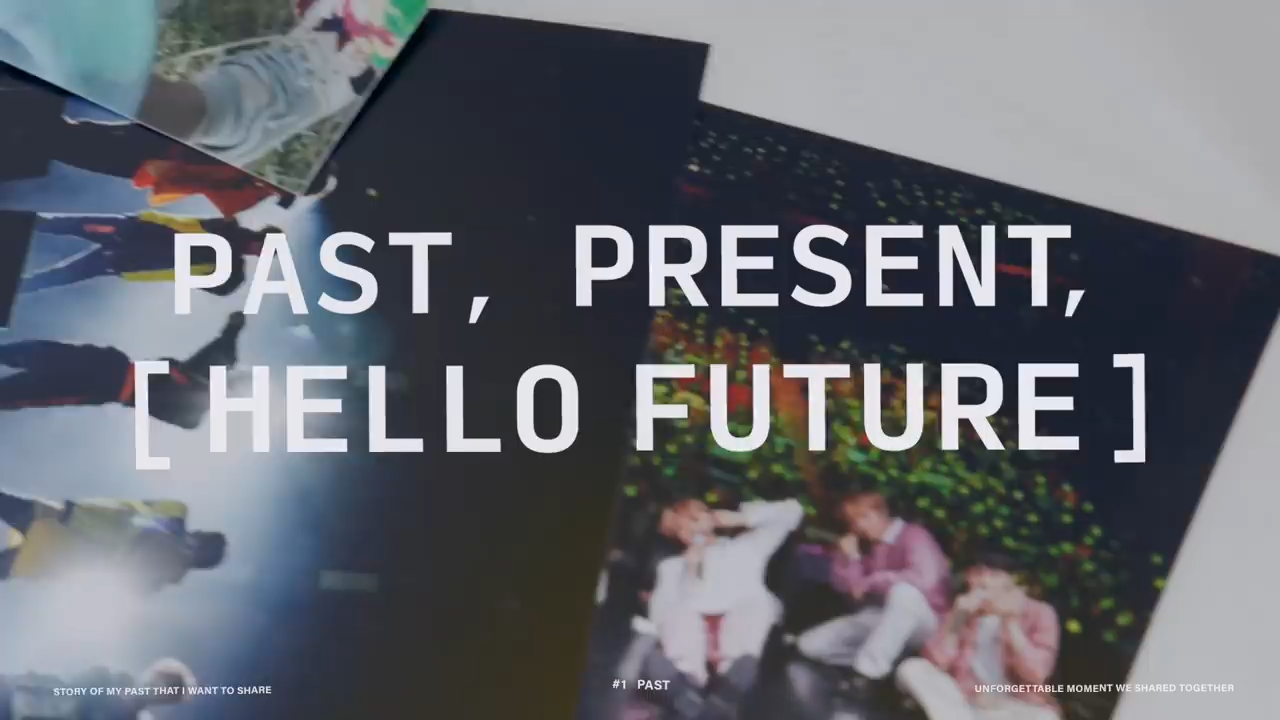 PAST, PRESENT,
[HELLO FUTURE]
STORY OF MY PAST THAT I WANT TO SHARE
#1 PAST
UNFORGETTABLE MOMENT WE SHARED TOGETHER